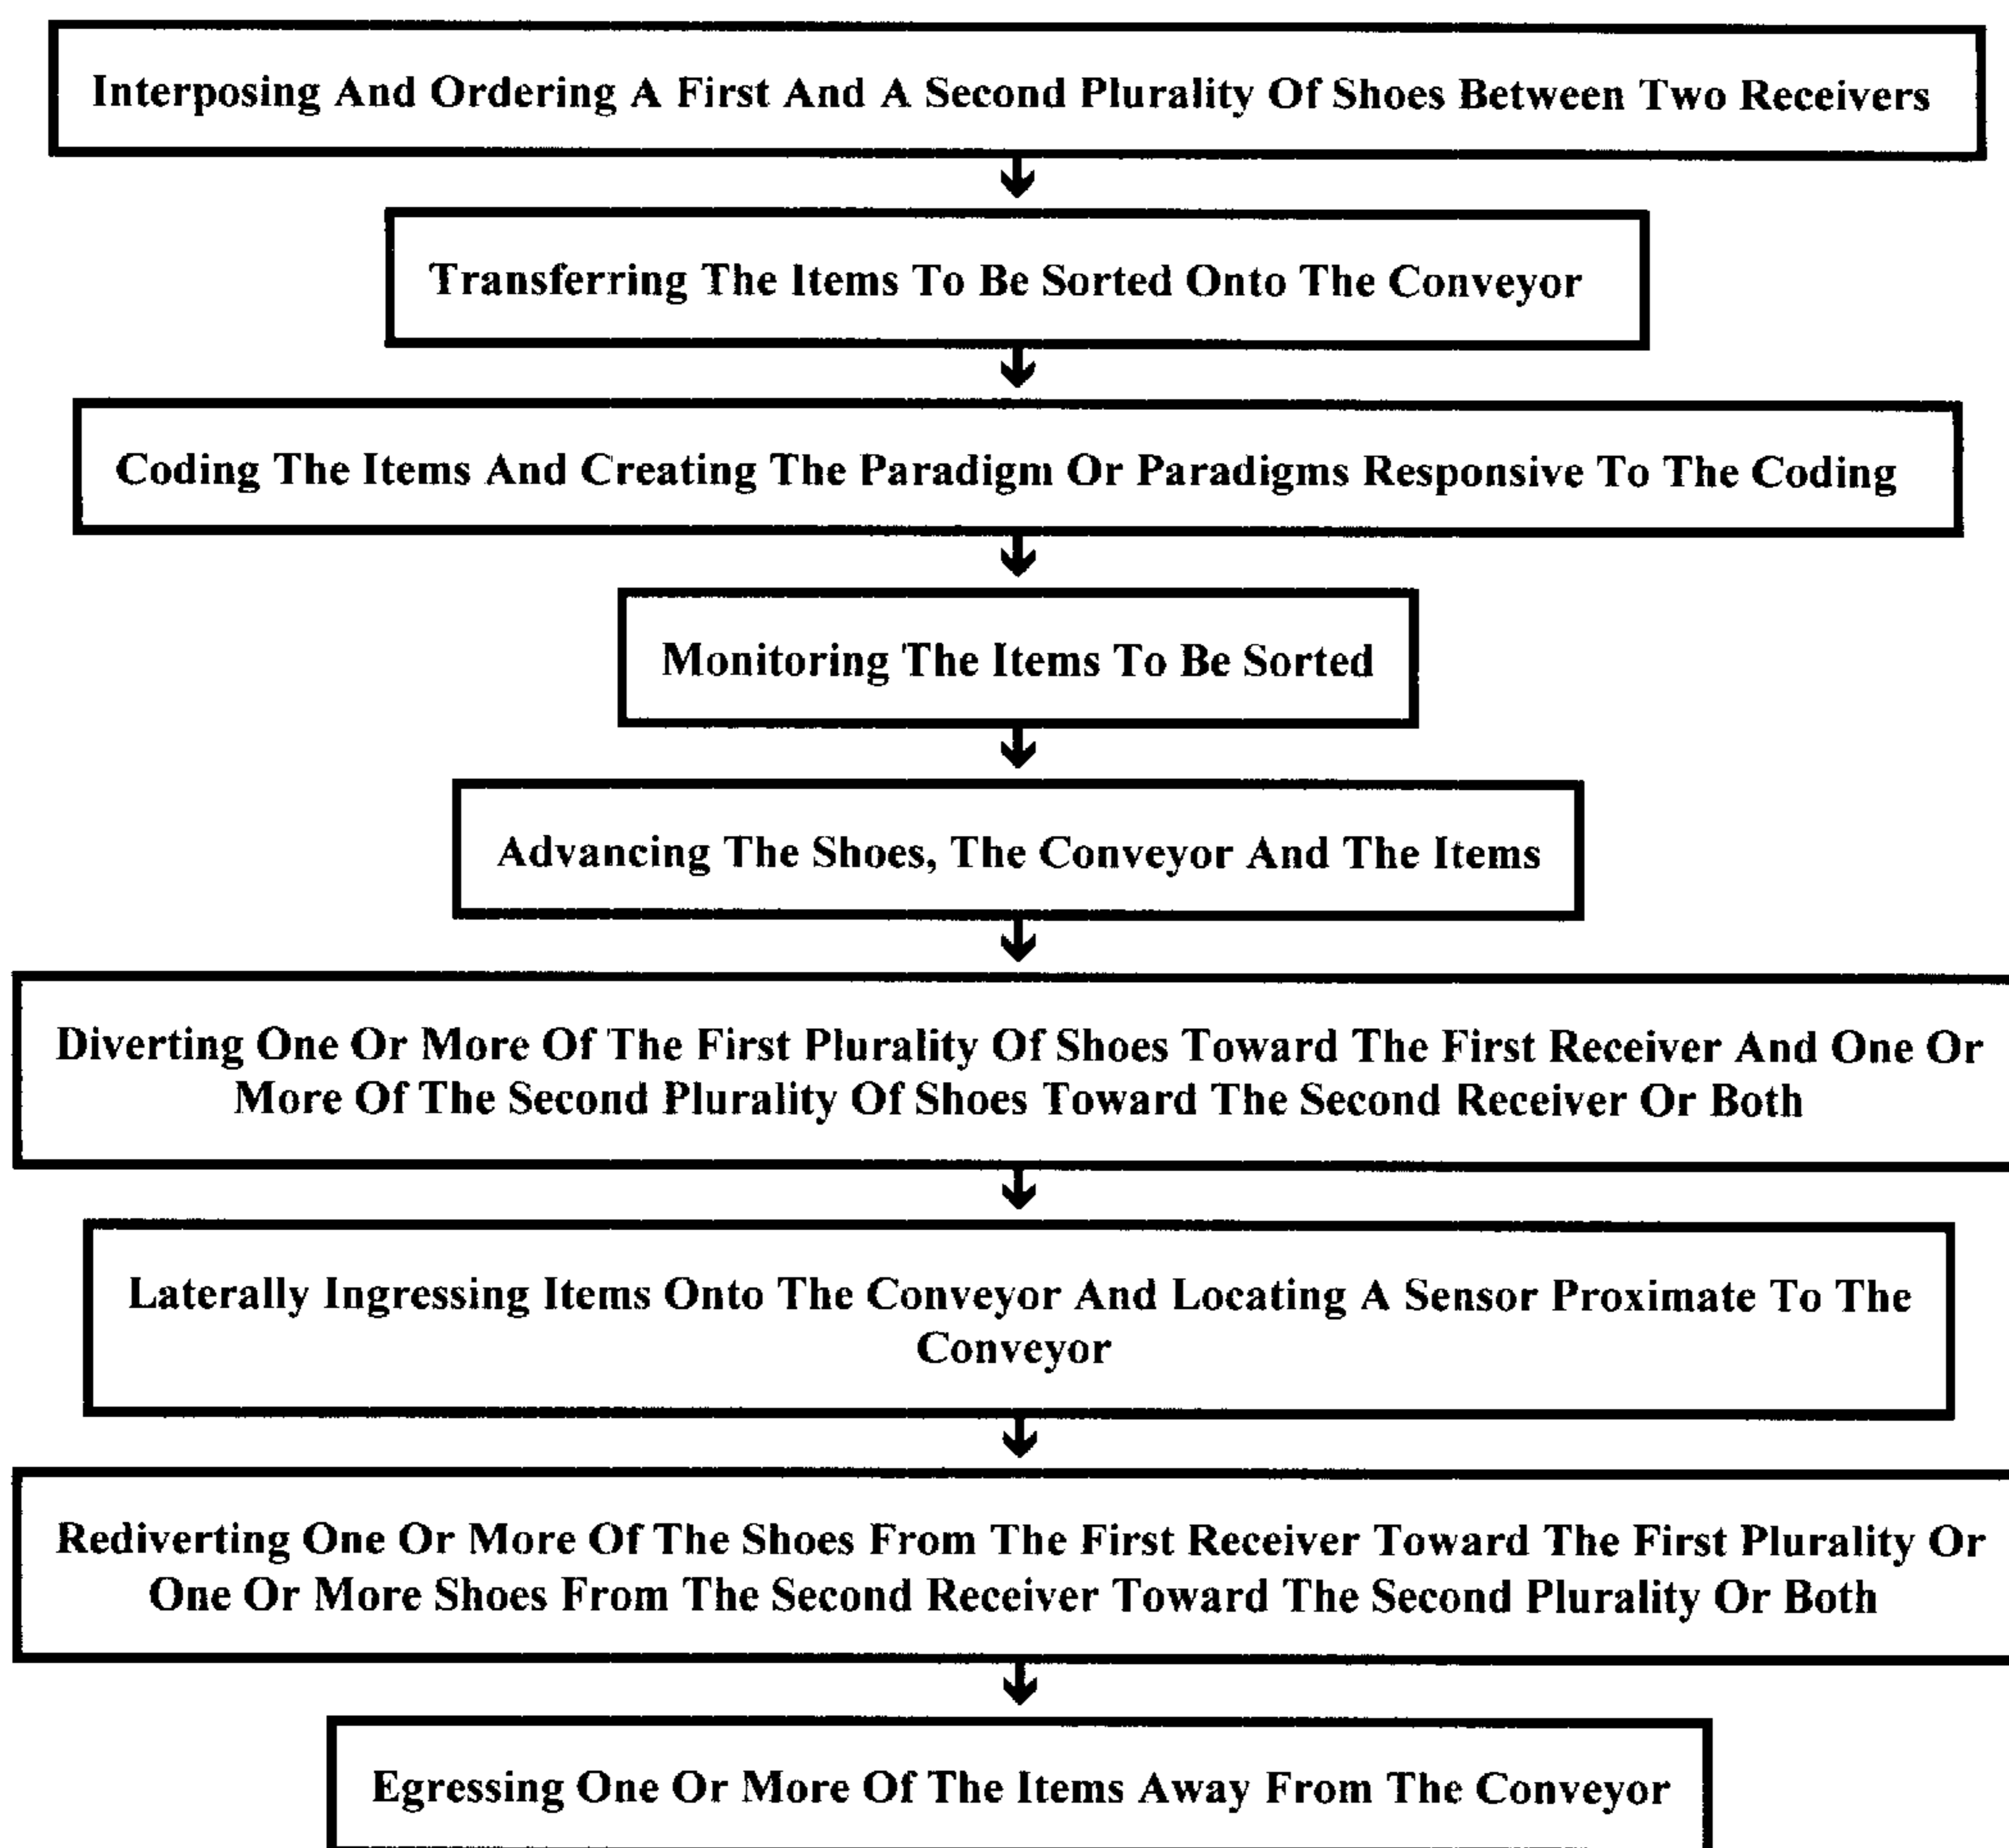 Interposing And Ordering A First And A Second Plurality Of Shoes Between Two Receivers
Transferring The Items To Be Sorted Onto The Conveyor
Coding The Items And Creating The Paradigm Or Paradigms Responsive To The Coding
Monitoring The Items To Be Sorted
Advancing The Shoes, The Conveyor And The Items
Diverting One Or More Of The First Plurality Of Shoes Toward The First Receiver And One Or
More Of The Second Plurality Of Shoes Toward The Second Receiver Or Both
Laterally Ingressing Items Onto The Conveyor And Locating A Sensor Proximate To The
Conveyor
Rediverting One Or More Of The Shoes From The First Receiver Toward The First Plurality Or
One Or More Shoes From The Second Receiver Toward The Second Plurality Or Both
Egressing One Or More Of The Items Away From The Conveyor